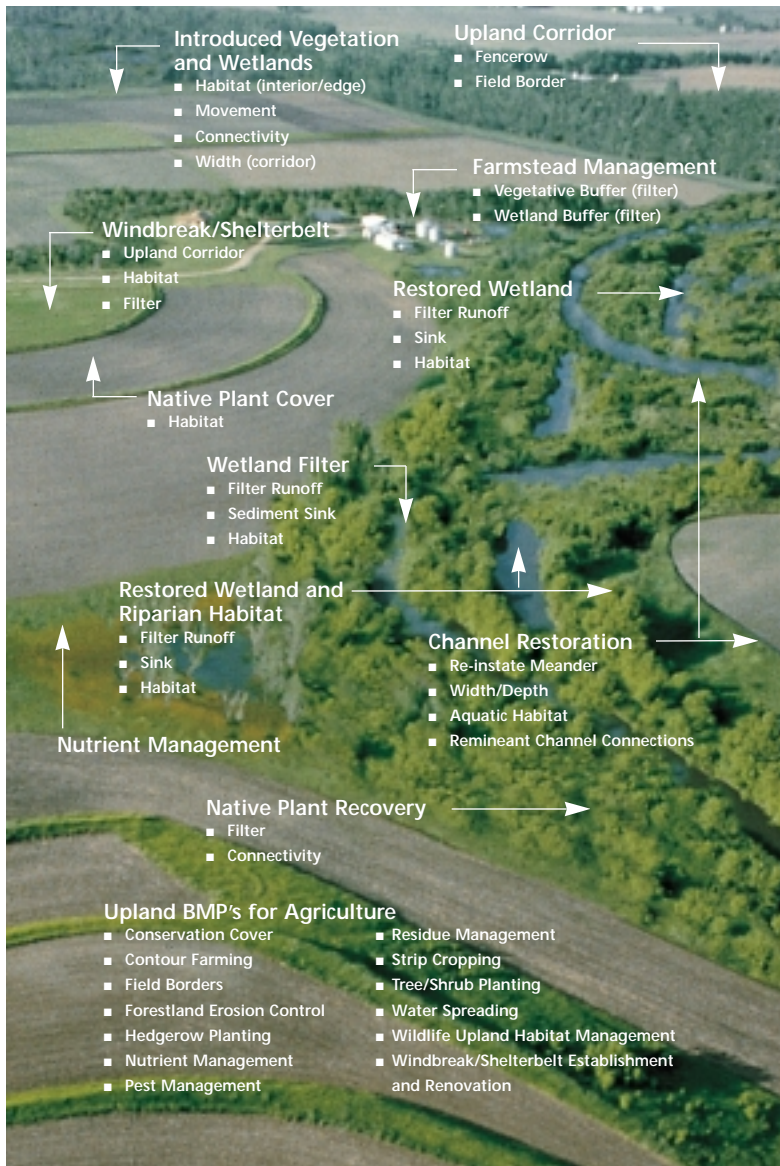 Introduced Vegetation
and Wetlands
■ Habitat (interior/edge)
■ Movement
■ Connectivity
■ Width (corridor)
Upland Corridor
■ Fencerow
■ Field Border
Farmstead Management
■ Vegetative Buffer (filter)
■ Wetland Buffer (filter)
Windbreak/Shelterbelt
■ Upland Corridor
■ Habitat
■ Filter
Restored Wetland
■ Filter Runoff
■ Sink
■ Habitat
Native Plant Cover
■ Habitat
Wetland Filter
■ Filter Runoff
■ Sediment Sink
■ Habitat
Restored Wetland and
Riparian Habitat
■ Filter Runoff
■ Sink
■ Habitat
Channel Restoration
■ Re-instate Meander
■ Width/Depth
■ Aquatic Habitat
■ Remineant Channel Connections
Nutrient Management
Native Plant Recovery
■ Filter
■ Connectivity
Upland BMP's for Agriculture
■ Conservation Cover
■ Contour Farming
■ Field Borders
■ Forestland Erosion Control
■ Hedgerow Planting
■ Nutrient Management
■ Pest Management
■ Residue Management
■ Strip Cropping
■ Tree/Shrub Planting
■ Water Spreading
■ Wildlife Upland Habitat Management
■ Windbreak/Shelterbelt Establishment
and Renovation